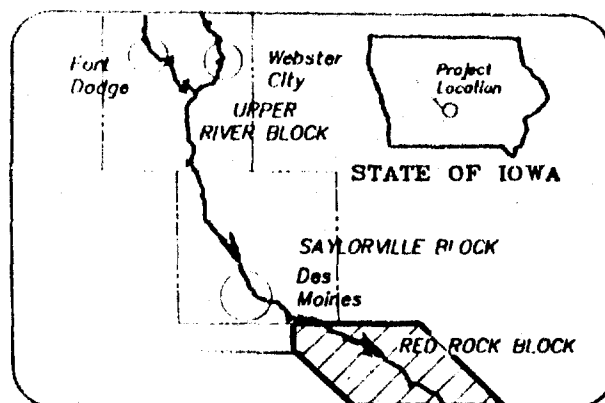 Fort
Dodge
Webster
City
UPPER
RIVER BLOCK
Project
Location
STATE OF IOWA
SAYLORVILLE BLOCK
Des
Moines
RED ROCK BLOCK